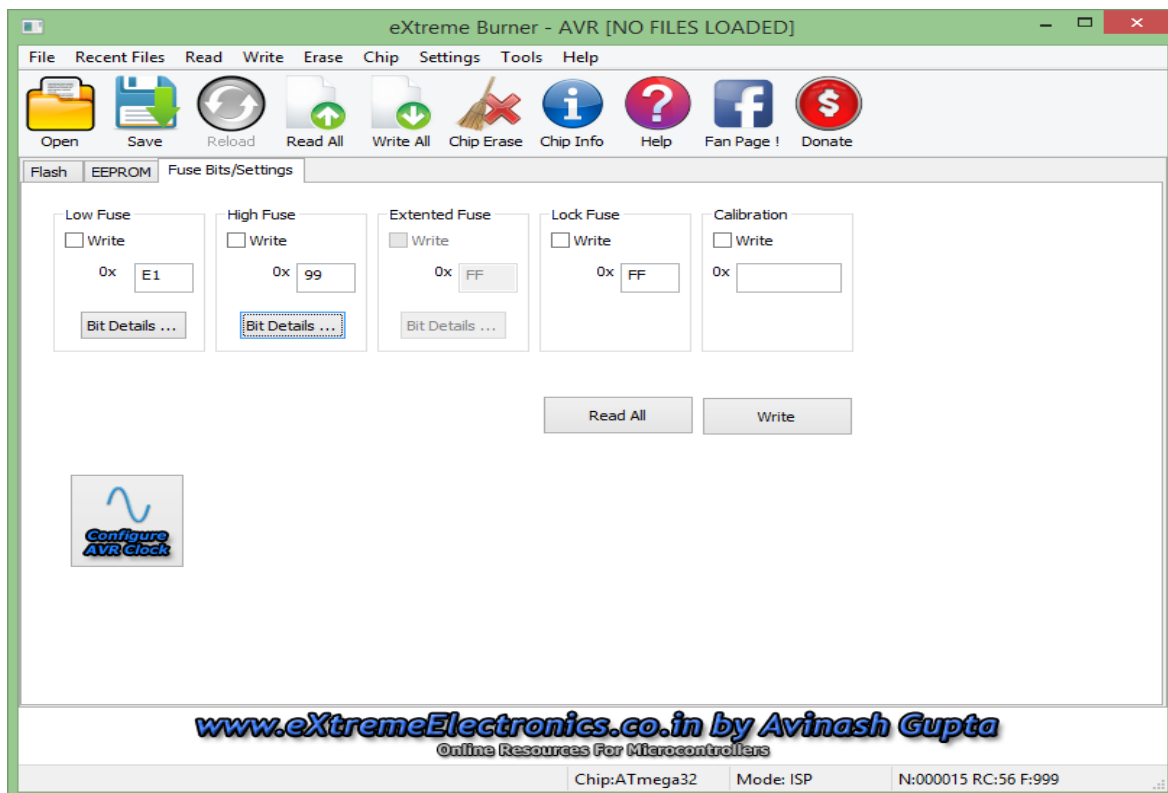 eXtreme Burner - AVR [NO FILES LOADED]
File Recent Files Read Write Erase Chip Settings Tools Help
Open Save Reload Read All Write All Chip Erase Chip Info Help Fan Page ! Donate
Flash EEPROM Fuse Bits/Settings
Low Fuse High Fuse Extented Fuse Lock Fuse Calibration
Write Write Write Write Write
0x E1 0x 99 0x FF 0x FF 0x
Bit Details ... Bit Details ... Bit Details ...
Read All Write
Configure
AVR Clock
www.eXtremeElectronics.co.in by Avinash Gupta
Online Resources For Microcontrollers
Chip:ATmega32 Mode: ISP N:000015 RC:56 F:999